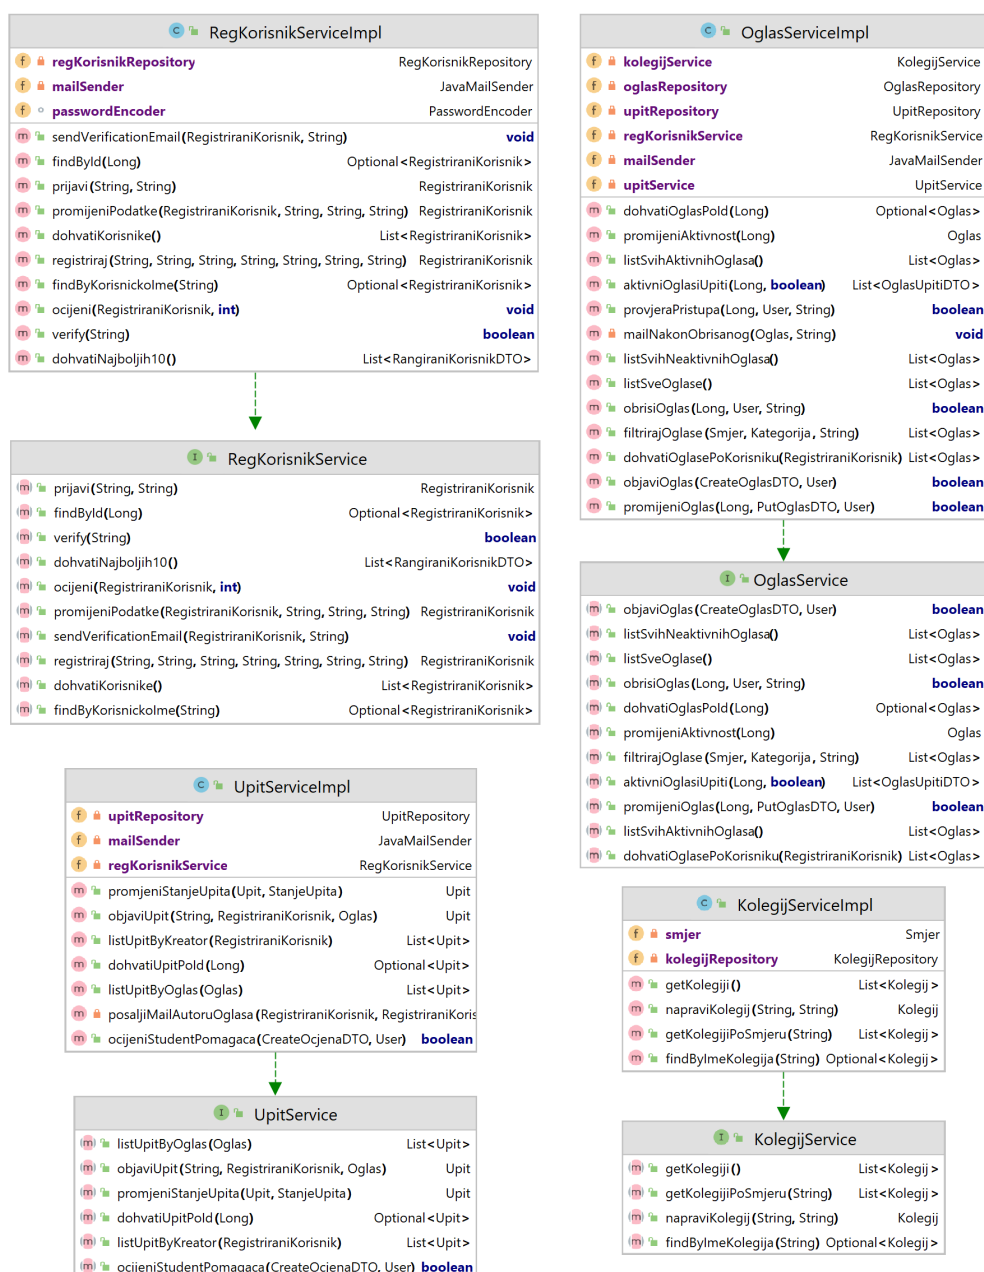 RegKorisnikServiceImpl
regKorisnikRepository RegKorisnikRepository
mailSender JavaMailSender
passwordEncoder PasswordEncoder
sendVerificationEmail(RegistriraniKorisnik, String) void
findById(Long) Optional<RegistriraniKorisnik>
prijavi(String, String) RegistriraniKorisnik
promijeniPodatke(RegistriraniKorisnik, String, String, String) RegistriraniKorisnik
dohvatiKorisnike() List<RegistriraniKorisnik>
registriraj(String, String, String, String, String, String, String) RegistriraniKorisnik
findByKorisnickoIme(String) Optional<RegistriraniKorisnik>
ocijeni(RegistriraniKorisnik, int) void
verify(String) boolean
dohvatiNajboljih10() List<RangiraniKorisnikDTO>
RegKorisnikService
prijavi(String, String) RegistriraniKorisnik
findById(Long) Optional<RegistriraniKorisnik>
verify(String) boolean
dohvatiNajboljih10() List<RangiraniKorisnikDTO>
ocijeni(RegistriraniKorisnik, int) void
promijeniPodatke(RegistriraniKorisnik, String, String, String) RegistriraniKorisnik
sendVerificationEmail(RegistriraniKorisnik, String) void
registriraj(String, String, String, String, String, String, String) RegistriraniKorisnik
dohvatiKorisnike() List<RegistriraniKorisnik>
findByKorisnickoIme(String) Optional<RegistriraniKorisnik>
UpitServiceImpl
upitRepository UpitRepository
mailSender JavaMailSender
regKorisnikService RegKorisnikService
promjeniStanjeUpita(Upit, StanjeUpita) Upit
objaviUpit(String, RegistriraniKorisnik, Oglas) Upit
listUpitByKreator(RegistriraniKorisnik) List<Upit>
dohvatiUpitPoId(Long) Optional<Upit>
listUpitByOglas(Oglas) List<Upit>
posaljiMailAutoruOglasa(RegistriraniKorisnik, RegistriraniKoris
ocijeniStudentPomagaca(CreateOcjenaDTO, User) boolean
UpitService
listUpitByOglas(Oglas) List<Upit>
objaviUpit(String, RegistriraniKorisnik, Oglas) Upit
promjeniStanjeUpita(Upit, StanjeUpita) Upit
dohvatiUpitPoId(Long) Optional<Upit>
listUpitByKreator(RegistriraniKorisnik) List<Upit>
ocijeniStudentPomagaca(CreateOcjenaDTO, User) boolean
OglasServiceImpl
kolegijService KolegijService
oglasRepository OglasRepository
upitRepository UpitRepository
regKorisnikService RegKorisnikService
mailSender JavaMailSender
upitService UpitService
dohvatiOglasPoId(Long) Optional<Oglas>
promijeniAktivnost(Long) Oglas
listSvihAktivnihOglasa() List<Oglas>
aktivniOglasiUpiti(Long, boolean) List<OglasUpitiDTO>
provjeraPristupa(Long, User, String) boolean
mailNakonObrisanog(Oglas, String) void
listSvihNeaktivnihOglasa() List<Oglas>
listSveOglase() List<Oglas>
obrisiOglas(Long, User, String) boolean
filtrirajOglase(Smjer, Kategorija, String) List<Oglas>
dohvatiOglasePoKorisniku(RegistriraniKorisnik) List<Oglas>
objaviOglas(CreateOglasDTO, User) boolean
promijeniOglas(Long, PutOglasDTO, User) boolean
OglasService
objaviOglas(CreateOglasDTO, User) boolean
listSvihNeaktivnihOglasa() List<Oglas>
listSveOglase() List<Oglas>
obrisiOglas(Long, User, String) boolean
dohvatiOglasPoId(Long) Optional<Oglas>
promijeniAktivnost(Long) Oglas
filtrirajOglase(Smjer, Kategorija, String) List<Oglas>
aktivniOglasiUpiti(Long, boolean) List<OglasUpitiDTO>
promijeniOglas(Long, PutOglasDTO, User) boolean
listSvihAktivnihOglasa() List<Oglas>
dohvatiOglasePoKorisniku(RegistriraniKorisnik) List<Oglas>
KolegijServiceImpl
smjer Smjer
kolegijRepository KolegijRepository
getKolegiji() List<Kolegij>
napraviKolegij(String, String) Kolegij
getKolegijiPoSmjeru(String) List<Kolegij>
findByImeKolegija(String) Optional<Kolegij>
KolegijService
getKolegiji() List<Kolegij>
getKolegijiPoSmjeru(String) List<Kolegij>
napraviKolegij(String, String) Kolegij
findByImeKolegija(String) Optional<Kolegij>